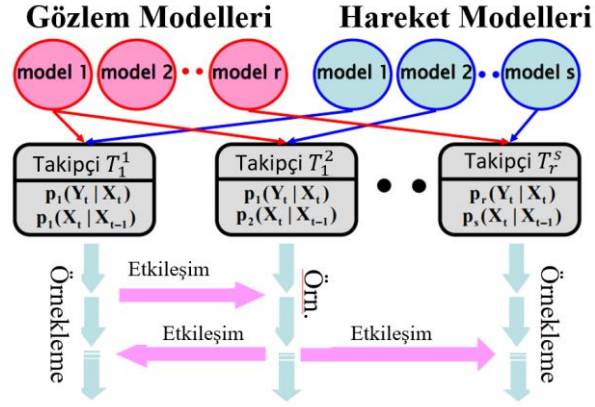 Gözlem Modelleri Hareket Modelleri
model 1 model 2 model r model 1 model 2 model s
Takipçi T₁¹ Takipçi T₁² Takipçi Tᵣˢ
p₁(Yₜ | Xₜ) p₁(Yₜ | Xₜ) pᵣ(Yₜ | Xₜ)
p₁(Xₜ | Xₜ₋₁) p₂(Xₜ | Xₜ₋₁) pₛ(Xₜ | Xₜ₋₁)
Örnekleme
Etkileşim
Örn.
Örnekleme
Etkileşim Etkileşim